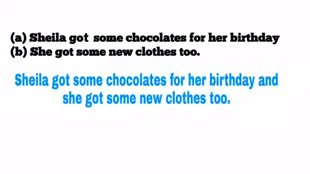 (a) Sheila got some chocolates for her birthday
(b) She got some new clothes too.
Sheila got some chocolates for her birthday and
she got some new clothes too.